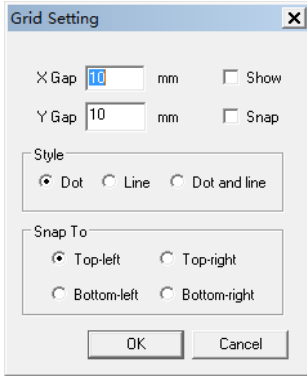 Grid Setting
X Gap 10 mm Show
Y Gap 10 mm Snap
Style
Dot Line Dot and line
Snap To
Top-left Top-right
Bottom-left Bottom-right
OK Cancel